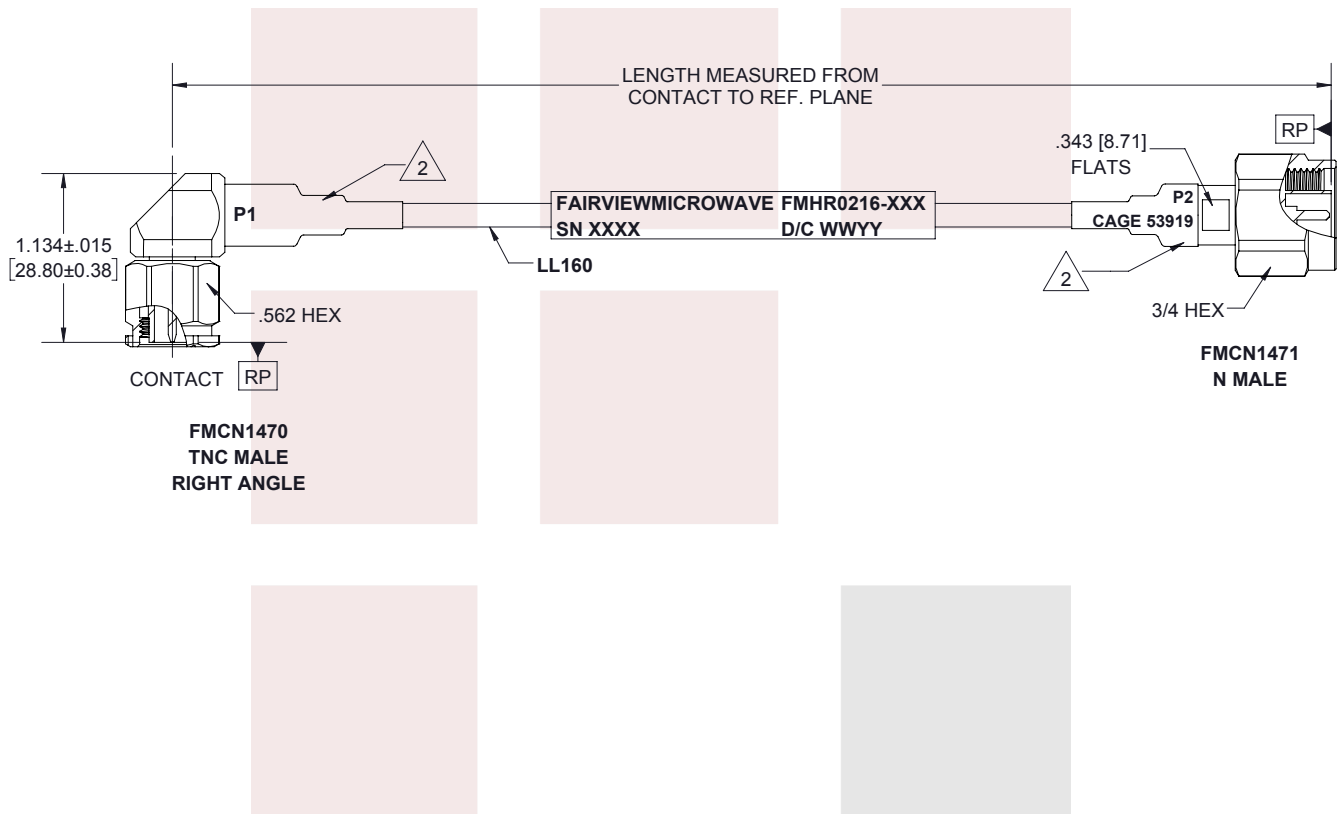 LENGTH MEASURED FROM
CONTACT TO REF. PLANE
RP
.343 [8.71]
FLATS
2
P1
1.134±.015
[28.80±0.38]
FAIRVIEWMICROWAVE FMHR0216-XXX
SN XXXX D/C WWYY
P2
CAGE 53919
LL160
2
.562 HEX
3/4 HEX
CONTACT
RP
FMCN1471
N MALE
FMCN1470
TNC MALE
RIGHT ANGLE